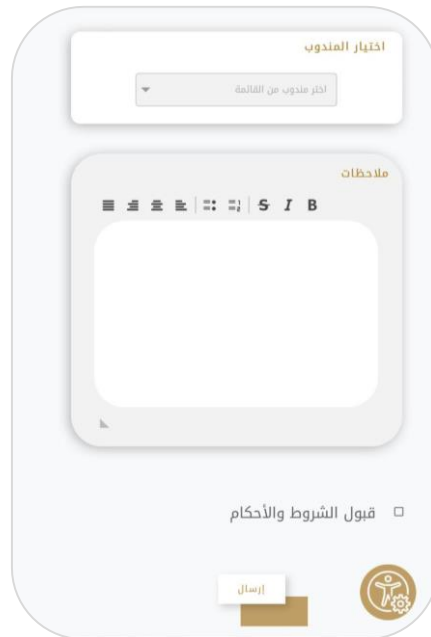 اختيار المندوب
اختر مندوب من القائمة
ملاحظات
B I S
قبول الشروط والأحكام
إرسال